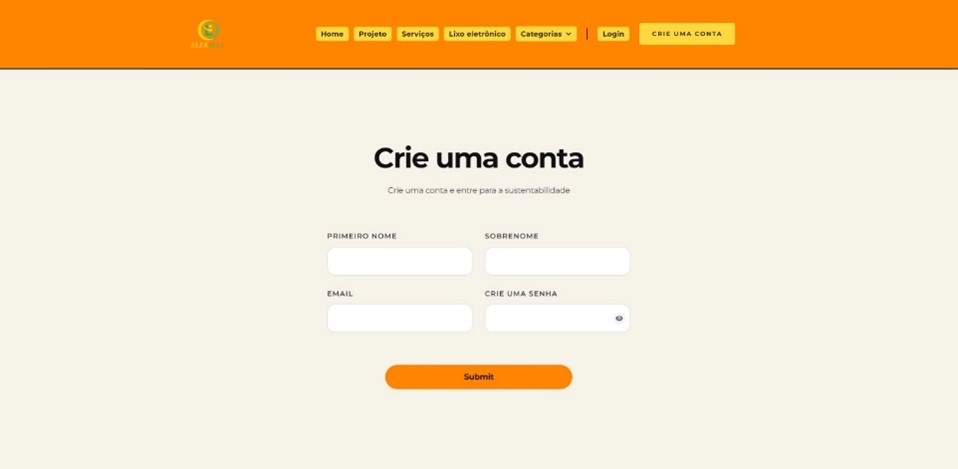 Home Projeto Serviços Lixo eletrônico Categorias Login CRIE UMA CONTA
Crie uma conta
Crie uma conta e entre para a sustentabilidade
PRIMEIRO NOME SOBRENOME
EMAIL CRIE UMA SENHA
Submit